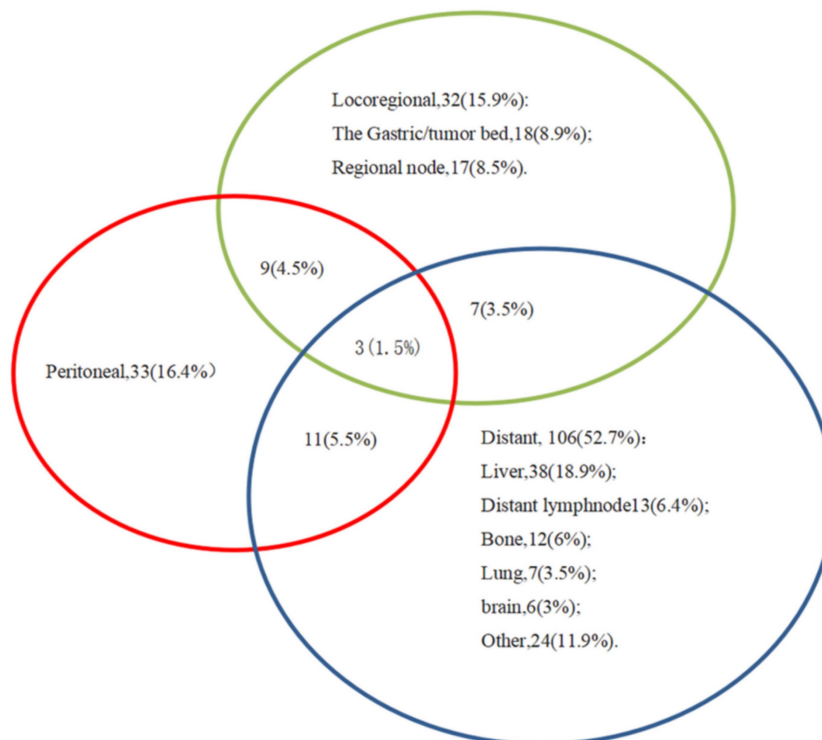 Locoregional,32(15.9%):
The Gastric/tumor bed,18(8.9%);
Regional node,17(8.5%).
9(4.5%)
7(3.5%)
3(1.5%)
Peritoneal,33(16.4%）
11(5.5%)
Distant, 106(52.7%)：
Liver,38(18.9%);
Distant lymphnode13(6.4%);
Bone,12(6%);
Lung,7(3.5%);
brain,6(3%);
Other,24(11.9%).